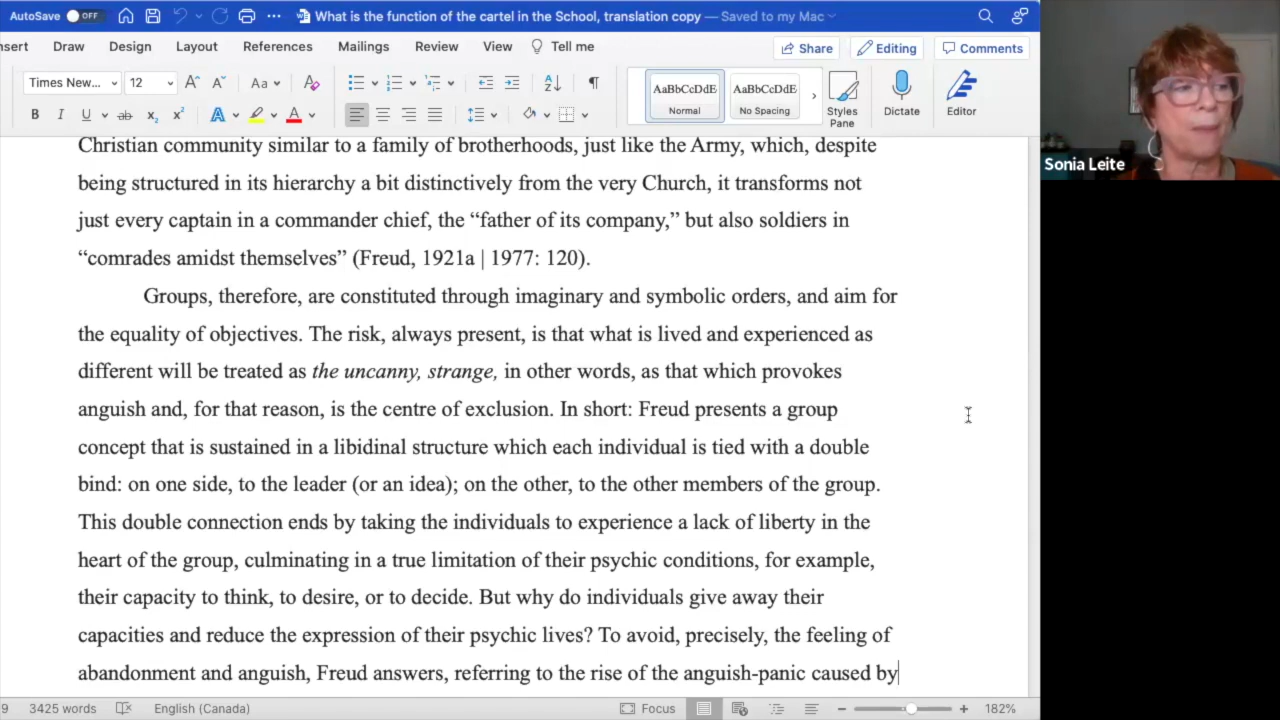 AutoSave OFF What is the function of the cartel in the School, translation copy — Saved to my Mac
nsert Draw Design Layout References Mailings Review View Tell me Share Editing Comments
Times New... 12 A A Aa A AaBbCcDdE AaBbCcDdE
B I U ab x₂ x² A A Normal No Spacing Styles Pane Dictate Editor
Sonia Leite
Christian community similar to a family of brotherhoods, just like the Army, which, despite
being structured in its hierarchy a bit distinctively from the very Church, it transforms not
just every captain in a commander chief, the “father of its company,” but also soldiers in
“comrades amidst themselves” (Freud, 1921a | 1977: 120).
Groups, therefore, are constituted through imaginary and symbolic orders, and aim for
the equality of objectives. The risk, always present, is that what is lived and experienced as
different will be treated as the uncanny, strange, in other words, as that which provokes
anguish and, for that reason, is the centre of exclusion. In short: Freud presents a group
concept that is sustained in a libidinal structure which each individual is tied with a double
bind: on one side, to the leader (or an idea); on the other, to the other members of the group.
This double connection ends by taking the individuals to experience a lack of liberty in the
heart of the group, culminating in a true limitation of their psychic conditions, for example,
their capacity to think, to desire, or to decide. But why do individuals give away their
capacities and reduce the expression of their psychic lives? To avoid, precisely, the feeling of
abandonment and anguish, Freud answers, referring to the rise of the anguish-panic caused by
9 3425 words English (Canada) Focus 182%